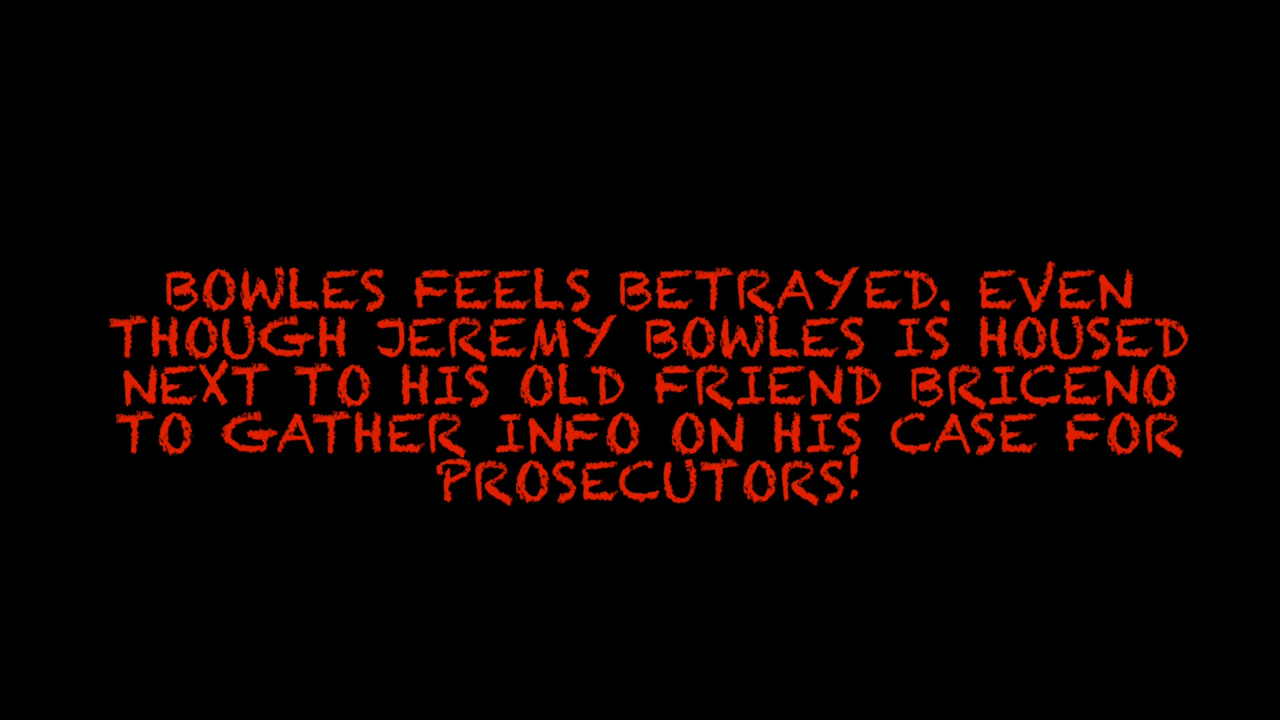 BOWLES FEELS BETRAYED. EVEN
THOUGH JEREMY BOWLES IS HOUSED
NEXT TO HIS OLD FRIEND BRICENO
TO GATHER INFO ON HIS CASE FOR
PROSECUTORS!